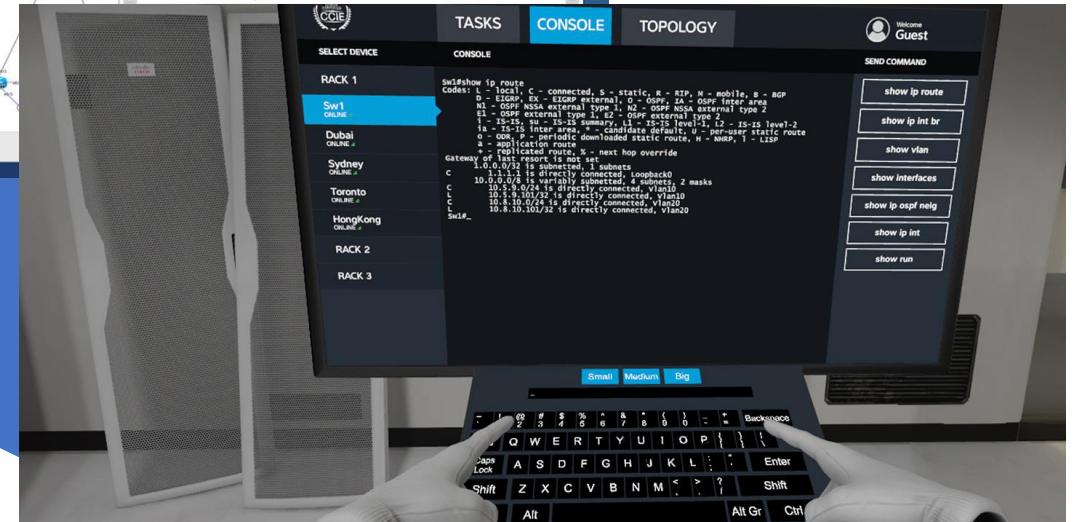 CCIE
TASKS
CONSOLE
TOPOLOGY
Welcome
Guest
SELECT DEVICE
CONSOLE
SEND COMMAND
RACK 1
Sw1
ONLINE
Dubai
ONLINE
Sydney
ONLINE
Toronto
ONLINE
HongKong
ONLINE
RACK 2
RACK 3
Sw1#show ip route
Codes: L - local, C - connected, S - static, R - RIP, M - mobile, B - BGP
D - EIGRP, EX - EIGRP external, O - OSPF, IA - OSPF inter area
N1 - OSPF NSSA external type 1, N2 - OSPF NSSA external type 2
E1 - OSPF external type 1, E2 - OSPF external type 2
i - IS-IS, su - IS-IS summary, L1 - IS-IS level-1, L2 - IS-IS level-2
ia - IS-IS inter area, * - candidate default, U - per-user static route
o - ODR, P - periodic downloaded static route, H - NHRP, l - LISP
a - application route
+ - replicated route, % - next hop override
Gateway of last resort is not set
1.0.0.0/32 is subnetted, 1 subnets
C 1.1.1.1 is directly connected, Loopback0
10.0.0.0/8 is variably subnetted, 4 subnets, 2 masks
C 10.5.9.0/24 is directly connected, Vlan10
L 10.5.9.101/32 is directly connected, Vlan10
C 10.8.10.0/24 is directly connected, Vlan20
L 10.8.10.101/32 is directly connected, Vlan20
Sw1#_
show ip route
show ip int br
show vlan
show interfaces
show ip ospf neig
show ip int
show run
Small Medium Big
@ # $ % ^ & * ( ) _ +
2 3 4 5 6 7 8 9 0 - = Backspace
Q W E R T Y U I O P { }
Caps Lock A S D F G H J K L : Enter
Shift Z X C V B N M < > ? Shift
Alt Alt Gr Ctrl